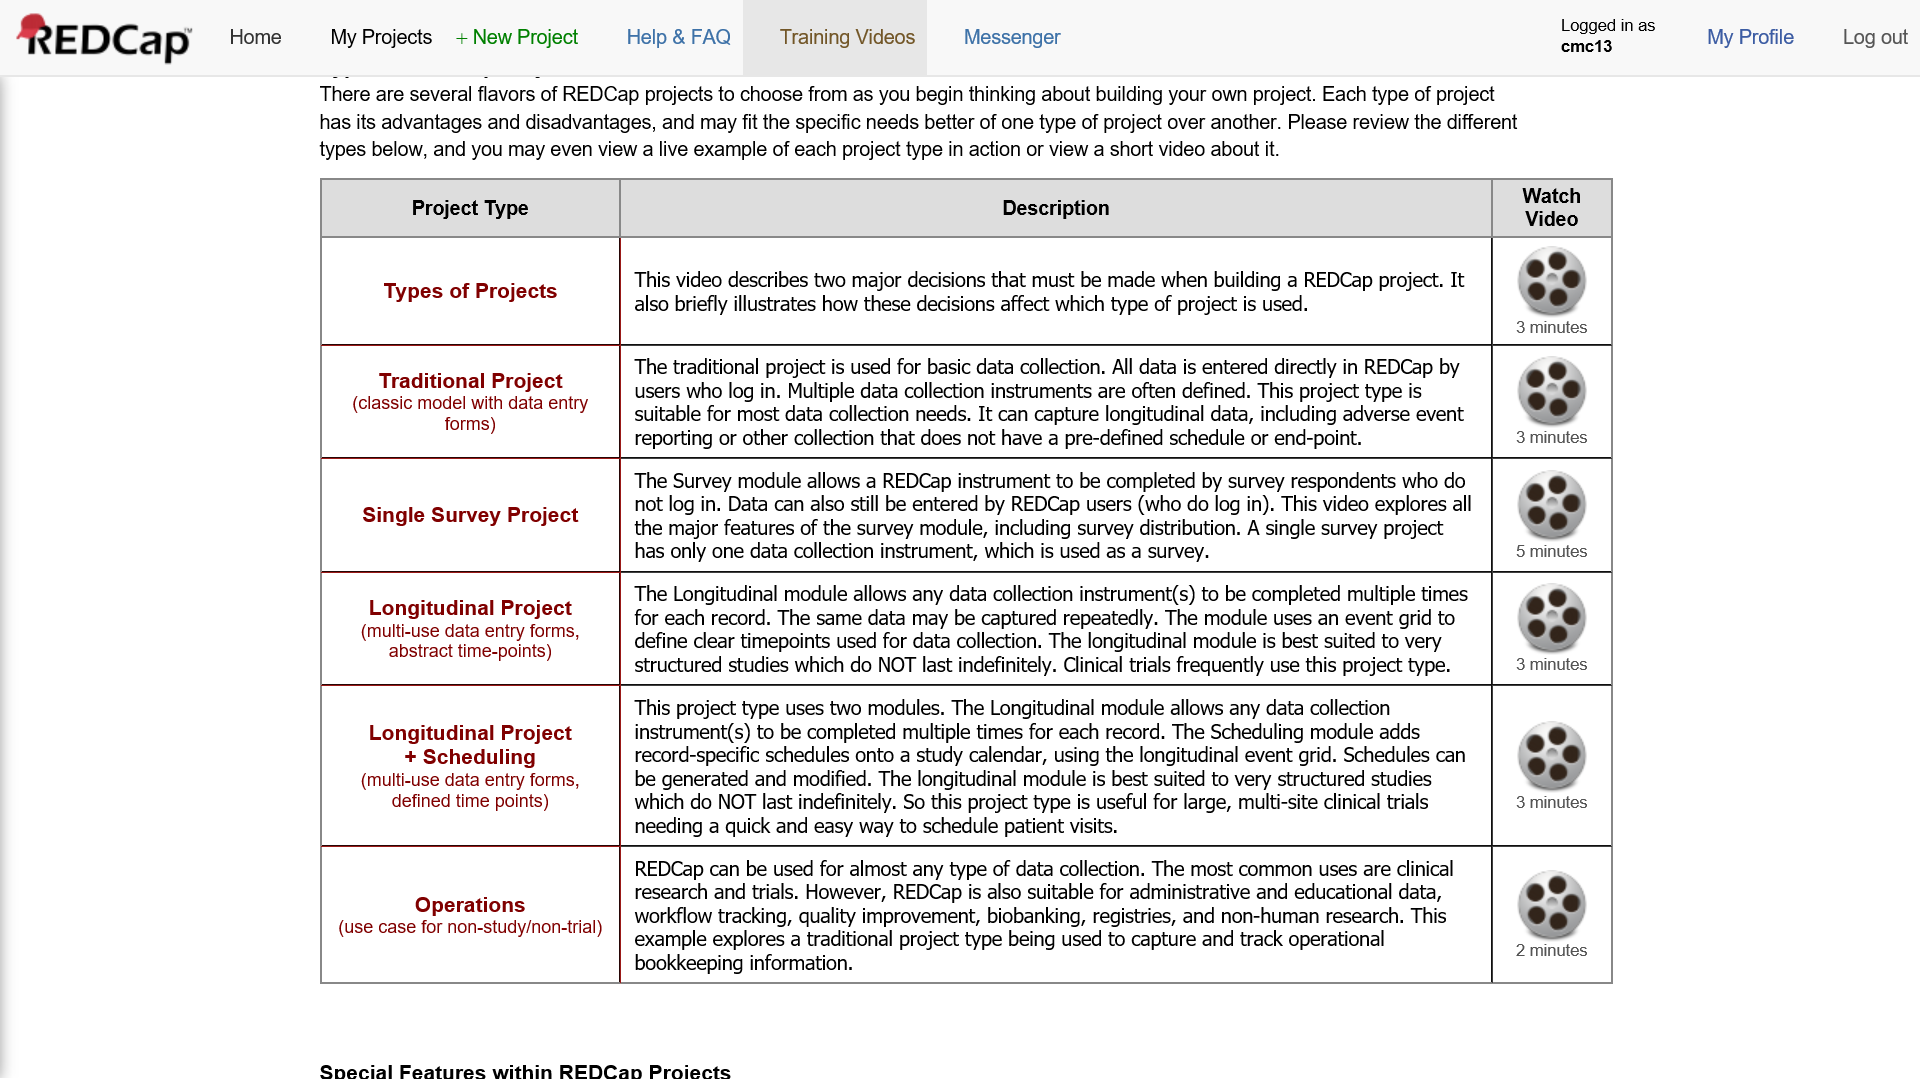 REDCap™
Home
My Projects
+ New Project
Help & FAQ
Training Videos
Messenger
Logged in as
cmc13
My Profile
Log out
There are several flavors of REDCap projects to choose from as you begin thinking about building your own project. Each type of project
has its advantages and disadvantages, and may fit the specific needs better of one type of project over another. Please review the different
types below, and you may even view a live example of each project type in action or view a short video about it.
Project Type
Description
Watch
Video
Types of Projects
This video describes two major decisions that must be made when building a REDCap project. It
also briefly illustrates how these decisions affect which type of project is used.
3 minutes
Traditional Project
(classic model with data entry
forms)
The traditional project is used for basic data collection. All data is entered directly in REDCap by
users who log in. Multiple data collection instruments are often defined. This project type is
suitable for most data collection needs. It can capture longitudinal data, including adverse event
reporting or other collection that does not have a pre-defined schedule or end-point.
3 minutes
Single Survey Project
The Survey module allows a REDCap instrument to be completed by survey respondents who do
not log in. Data can also still be entered by REDCap users (who do log in). This video explores all
the major features of the survey module, including survey distribution. A single survey project
has only one data collection instrument, which is used as a survey.
5 minutes
Longitudinal Project
(multi-use data entry forms,
abstract time-points)
The Longitudinal module allows any data collection instrument(s) to be completed multiple times
for each record. The same data may be captured repeatedly. The module uses an event grid to
define clear timepoints used for data collection. The longitudinal module is best suited to very
structured studies which do NOT last indefinitely. Clinical trials frequently use this project type.
3 minutes
Longitudinal Project
+ Scheduling
(multi-use data entry forms,
defined time points)
This project type uses two modules. The Longitudinal module allows any data collection
instrument(s) to be completed multiple times for each record. The Scheduling module adds
record-specific schedules onto a study calendar, using the longitudinal event grid. Schedules can
be generated and modified. The longitudinal module is best suited to very structured studies
which do NOT last indefinitely. So this project type is useful for large, multi-site clinical trials
needing a quick and easy way to schedule patient visits.
3 minutes
Operations
(use case for non-study/non-trial)
REDCap can be used for almost any type of data collection. The most common uses are clinical
research and trials. However, REDCap is also suitable for administrative and educational data,
workflow tracking, quality improvement, biobanking, registries, and non-human research. This
example explores a traditional project type being used to capture and track operational
bookkeeping information.
2 minutes
Special Features within REDCap Projects